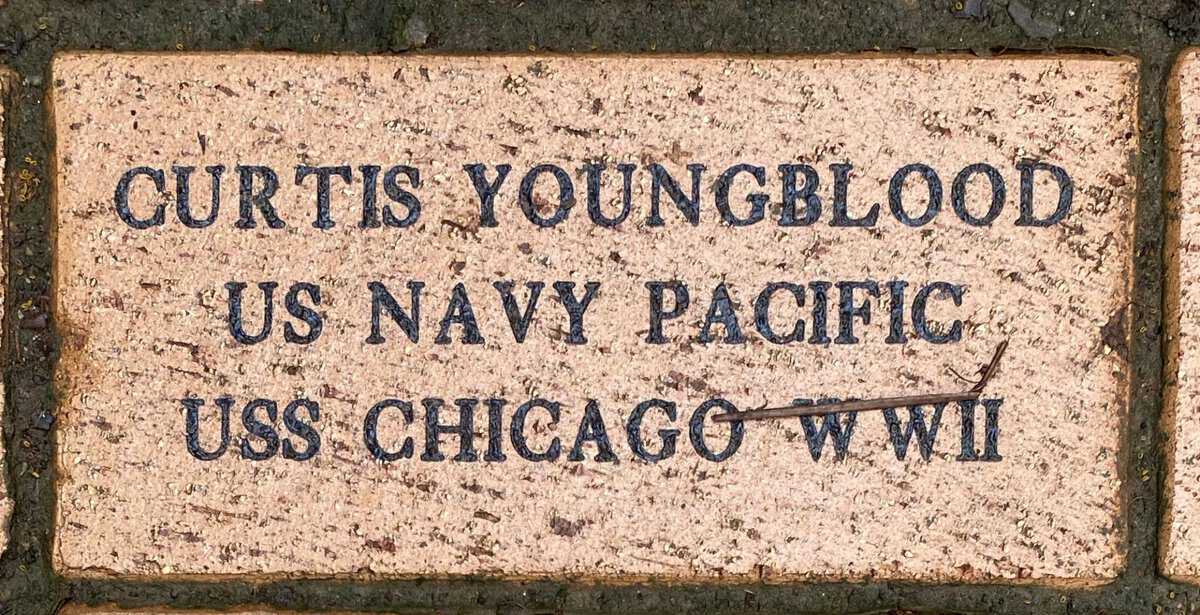 CURTIS YOUNGBLOOD
US NAVY PACIFIC
USS CHICAGO WWII